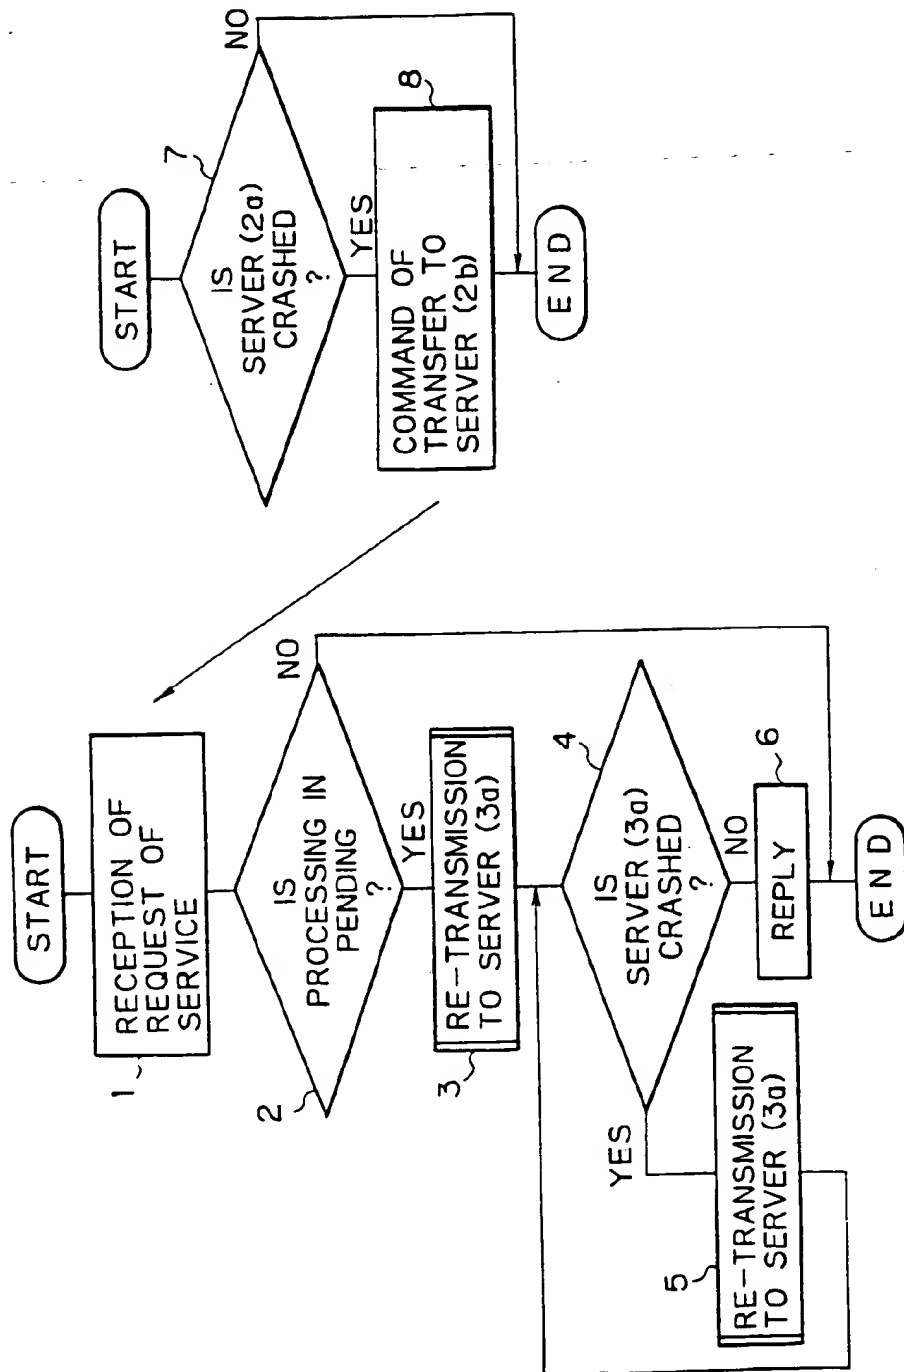 START
1
RECEPTION OF
REQUEST OF
SERVICE
2
IS
PROCESSING IN
PENDING
?
NO
YES
3
RE-TRANSMISSION
TO SERVER (3a)
4
IS
SERVER (3a)
CRASHED
?
YES
NO
5
RE-TRANSMISSION
TO SERVER (3a)
6
REPLY
END
START
7
IS
SERVER (2a)
CRASHED
?
NO
YES
8
COMMAND OF
TRANSFER TO
SERVER (2b)
END